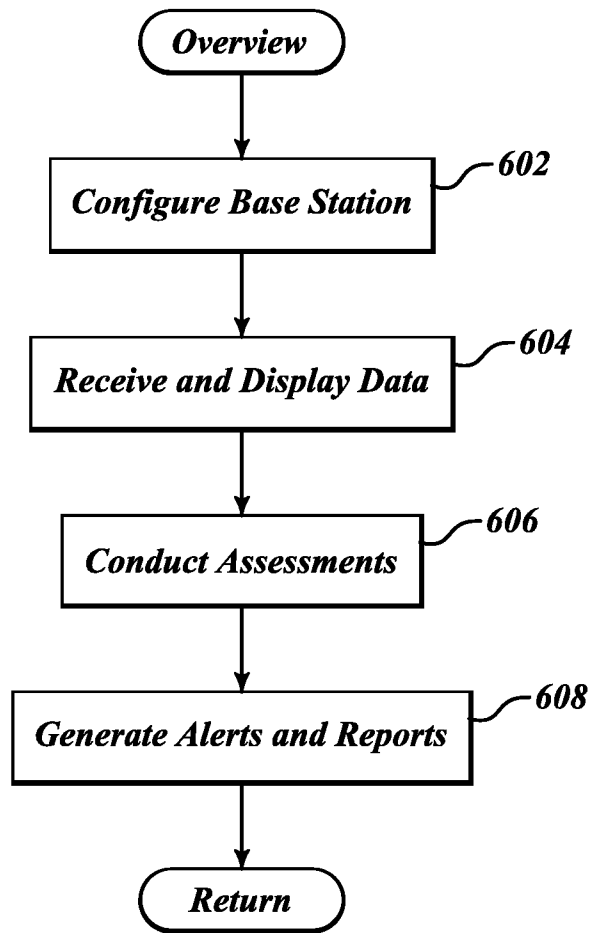 Overview
Configure Base Station
602
Receive and Display Data
604
Conduct Assessments
606
Generate Alerts and Reports
608
Return